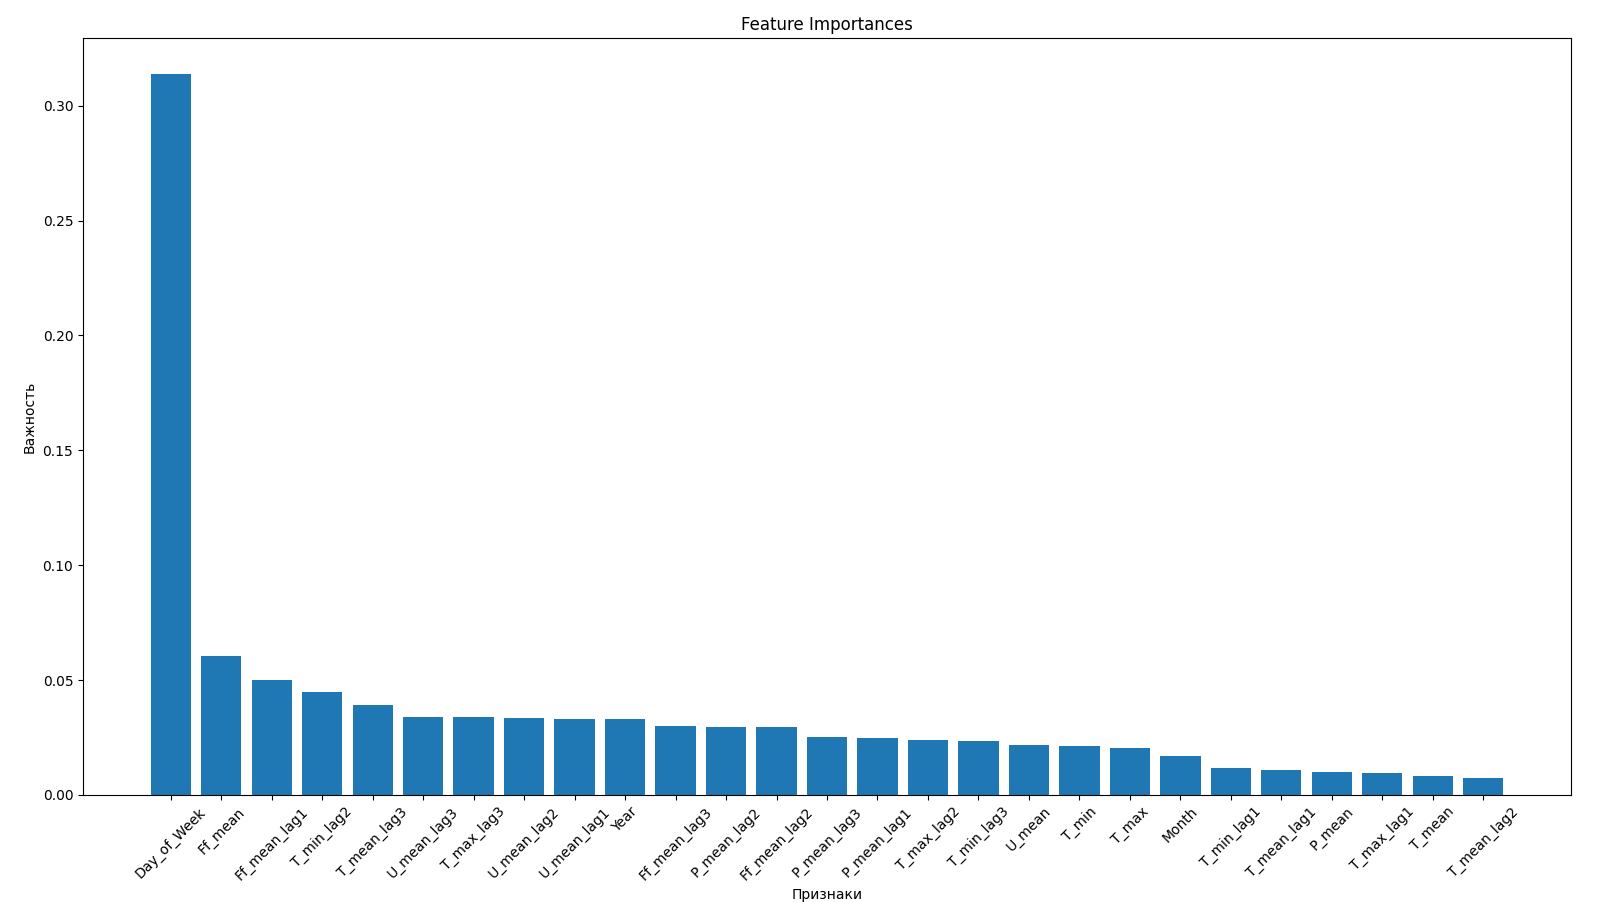 Feature Importances
0.30
0.25
0.20
0.15
0.10
0.05
0.00
Важность
Day_of_Week
Ff_mean
Ff_mean_lag1
T_min_lag2
T_mean_lag3
U_mean_lag3
T_max_lag3
U_mean_lag2
U_mean_lag1
Year
Ff_mean_lag3
P_mean_lag2
Ff_mean_lag2
P_mean_lag3
P_mean_lag1
T_max_lag2
T_min_lag3
U_mean
T_min
T_max
Month
T_min_lag1
T_mean_lag1
P_mean
T_max_lag1
T_mean
T_mean_lag2
Признаки